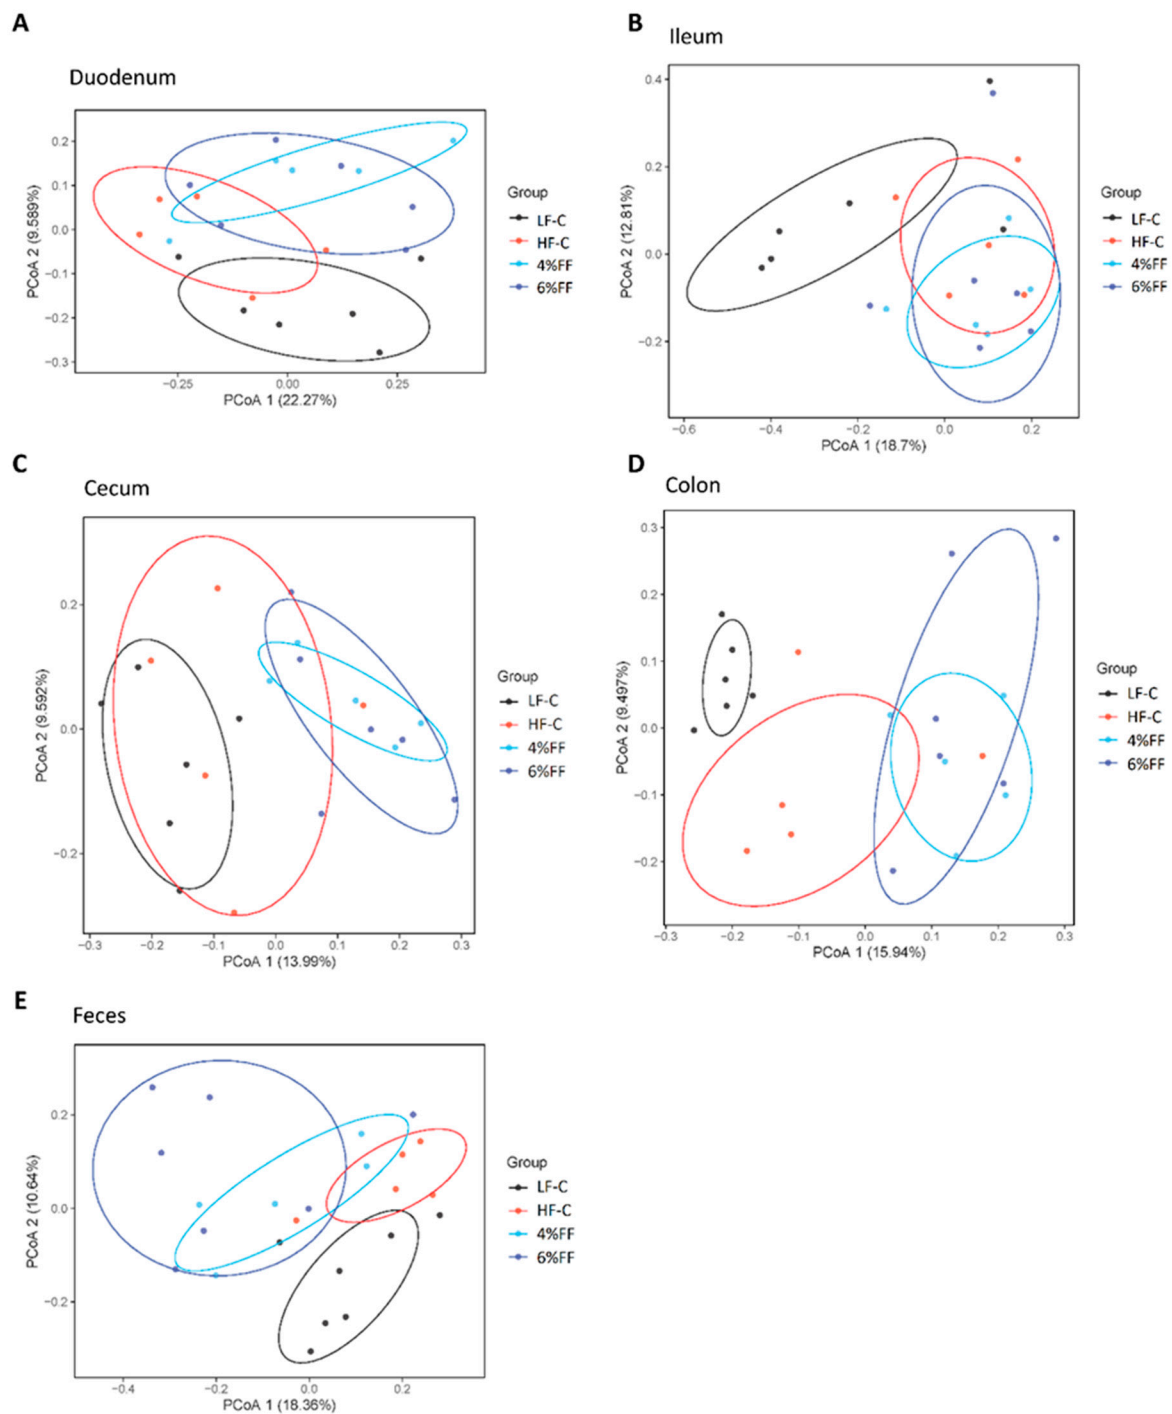 A
Duodenum
0.2
0.1
0.0
−0.1
−0.2
−0.3
PCoA 2 (9.589%)
−0.25
0.00
0.25
PCoA 1 (22.27%)
Group
LF-C
HF-C
4%FF
6%FF
B
Ileum
0.4
0.2
0.0
−0.2
PCoA 2 (12.81%)
−0.6
−0.4
−0.2
0.0
0.2
PCoA 1 (18.7%)
Group
LF-C
HF-C
4%FF
6%FF
C
Cecum
0.2
0.0
−0.2
PCoA 2 (9.592%)
−0.3
−0.2
−0.1
0.0
0.1
0.2
0.3
PCoA 1 (13.99%)
Group
LF-C
HF-C
4%FF
6%FF
D
Colon
0.3
0.2
0.1
0.0
−0.1
−0.2
PCoA 2 (9.497%)
−0.3
−0.2
−0.1
0.0
0.1
0.2
0.3
PCoA 1 (15.94%)
Group
LF-C
HF-C
4%FF
6%FF
E
Feces
0.2
0.0
−0.2
PCoA 2 (10.64%)
−0.4
−0.2
0.0
0.2
PCoA 1 (18.36%)
Group
LF-C
HF-C
4%FF
6%FF